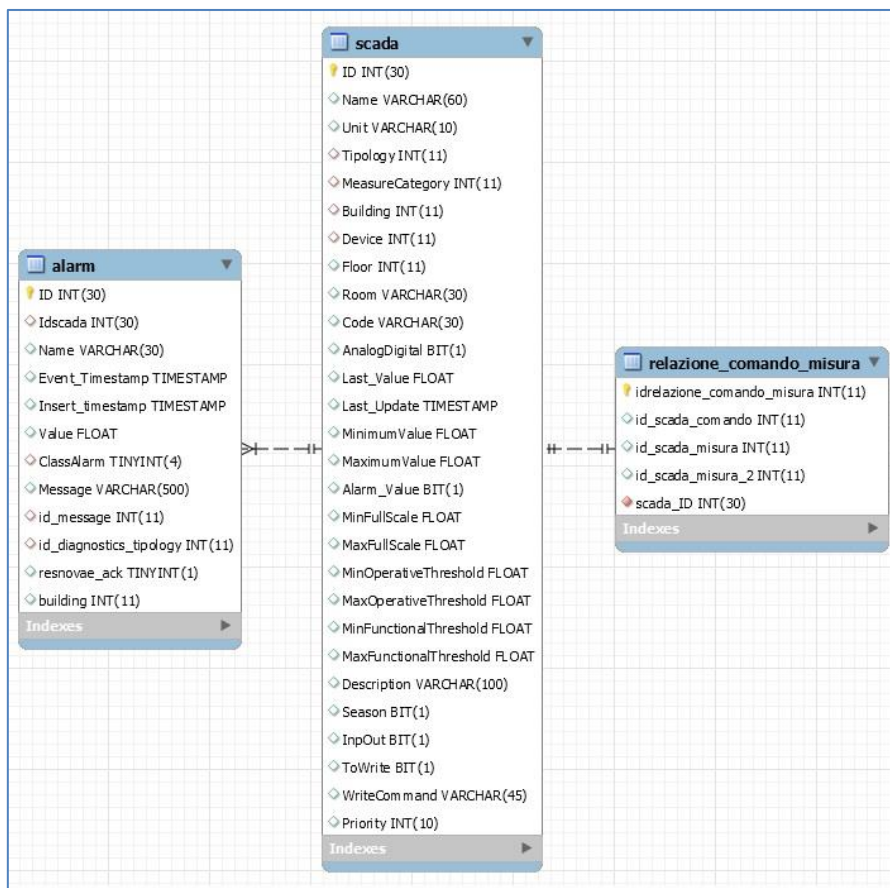 scada
ID INT(30)
Name VARCHAR(60)
Unit VARCHAR(10)
Tipology INT(11)
MeasureCategory INT(11)
Building INT(11)
Device INT(11)
Floor INT(11)
Room VARCHAR(30)
Code VARCHAR(30)
AnalogDigital BIT(1)
Last_Value FLOAT
Last_Update TIMESTAMP
MinimumValue FLOAT
MaximumValue FLOAT
Alarm_Value BIT(1)
MinFullScale FLOAT
MaxFullScale FLOAT
MinOperativeThreshold FLOAT
MaxOperativeThreshold FLOAT
MinFunctionalThreshold FLOAT
MaxFunctionalThreshold FLOAT
Description VARCHAR(100)
Season BIT(1)
InpOut BIT(1)
ToWrite BIT(1)
WriteCommand VARCHAR(45)
Priority INT(10)
Indexes
alarm
ID INT(30)
Idscada INT(30)
Name VARCHAR(30)
Event_Timestamp TIMESTAMP
Insert_timestamp TIMESTAMP
Value FLOAT
ClassAlarm TINYINT(4)
Message VARCHAR(500)
id_message INT(11)
id_diagnostics_tipology INT(11)
resnovae_ack TINYINT(1)
building INT(11)
Indexes
relazione_comando_misura
idrelazione_comando_misura INT(11)
id_scada_comando INT(11)
id_scada_misura INT(11)
id_scada_misura_2 INT(11)
scada_ID INT(30)
Indexes